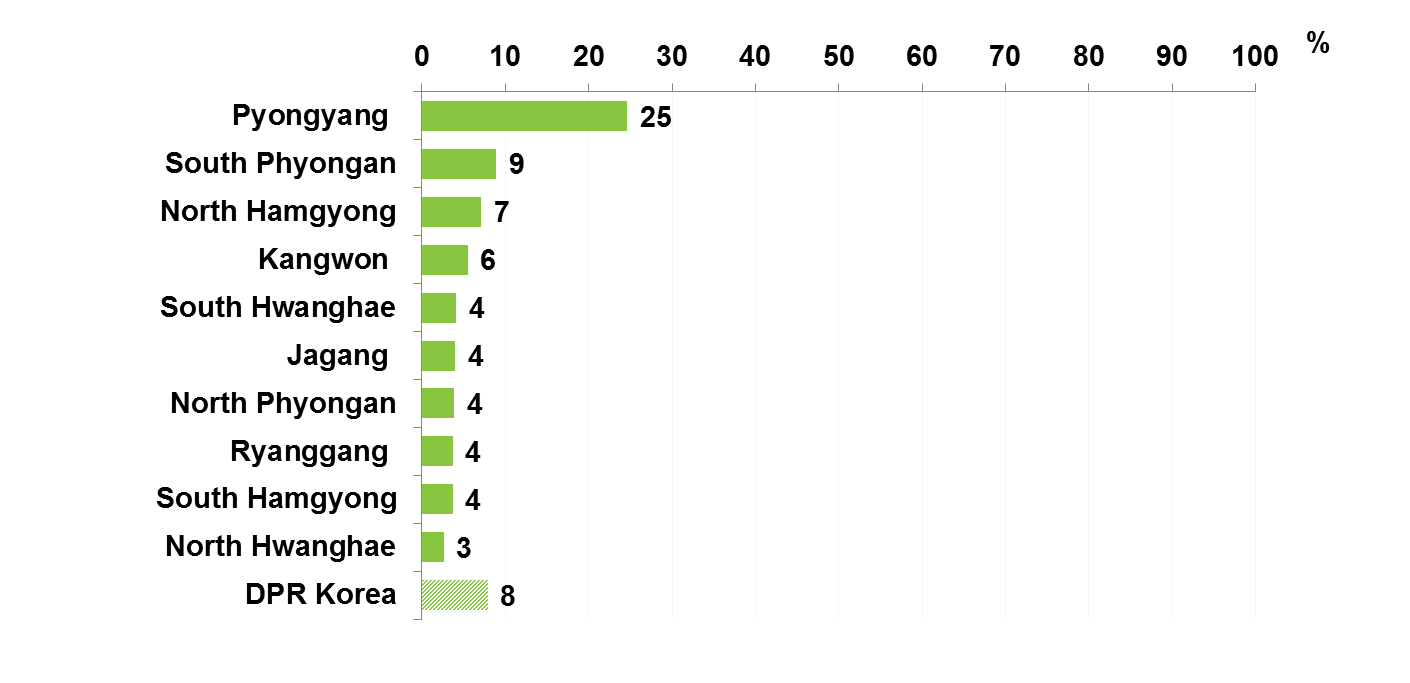 0 10 20 30 40 50 60 70 80 90 100 %
Pyongyang 25
South Phyongan 9
North Hamgyong 7
Kangwon 6
South Hwanghae 4
Jagang 4
North Phyongan 4
Ryanggang 4
South Hamgyong 4
North Hwanghae 3
DPR Korea 8